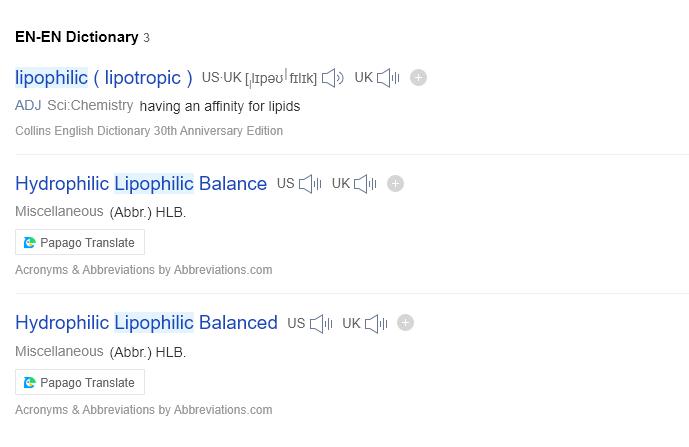 EN-EN Dictionary 3
lipophilic ( lipotropic ) US·UK [ˌlɪpəʊˈfɪlɪk] UK
ADJ Sci:Chemistry having an affinity for lipids
Collins English Dictionary 30th Anniversary Edition
Hydrophilic Lipophilic Balance US UK
Miscellaneous (Abbr.) HLB.
Papago Translate
Acronyms & Abbreviations by Abbreviations.com
Hydrophilic Lipophilic Balanced US UK
Miscellaneous (Abbr.) HLB.
Papago Translate
Acronyms & Abbreviations by Abbreviations.com